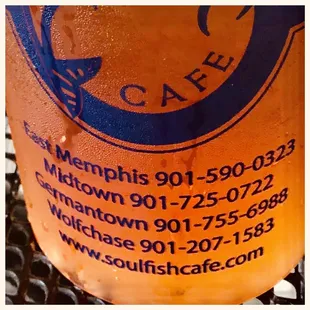 CAFE
East Memphis 901-590-0323
Midtown 901-725-0722
Germantown 901-755-6988
Wolfchase 901-207-1583
www.soulfishcafe.com